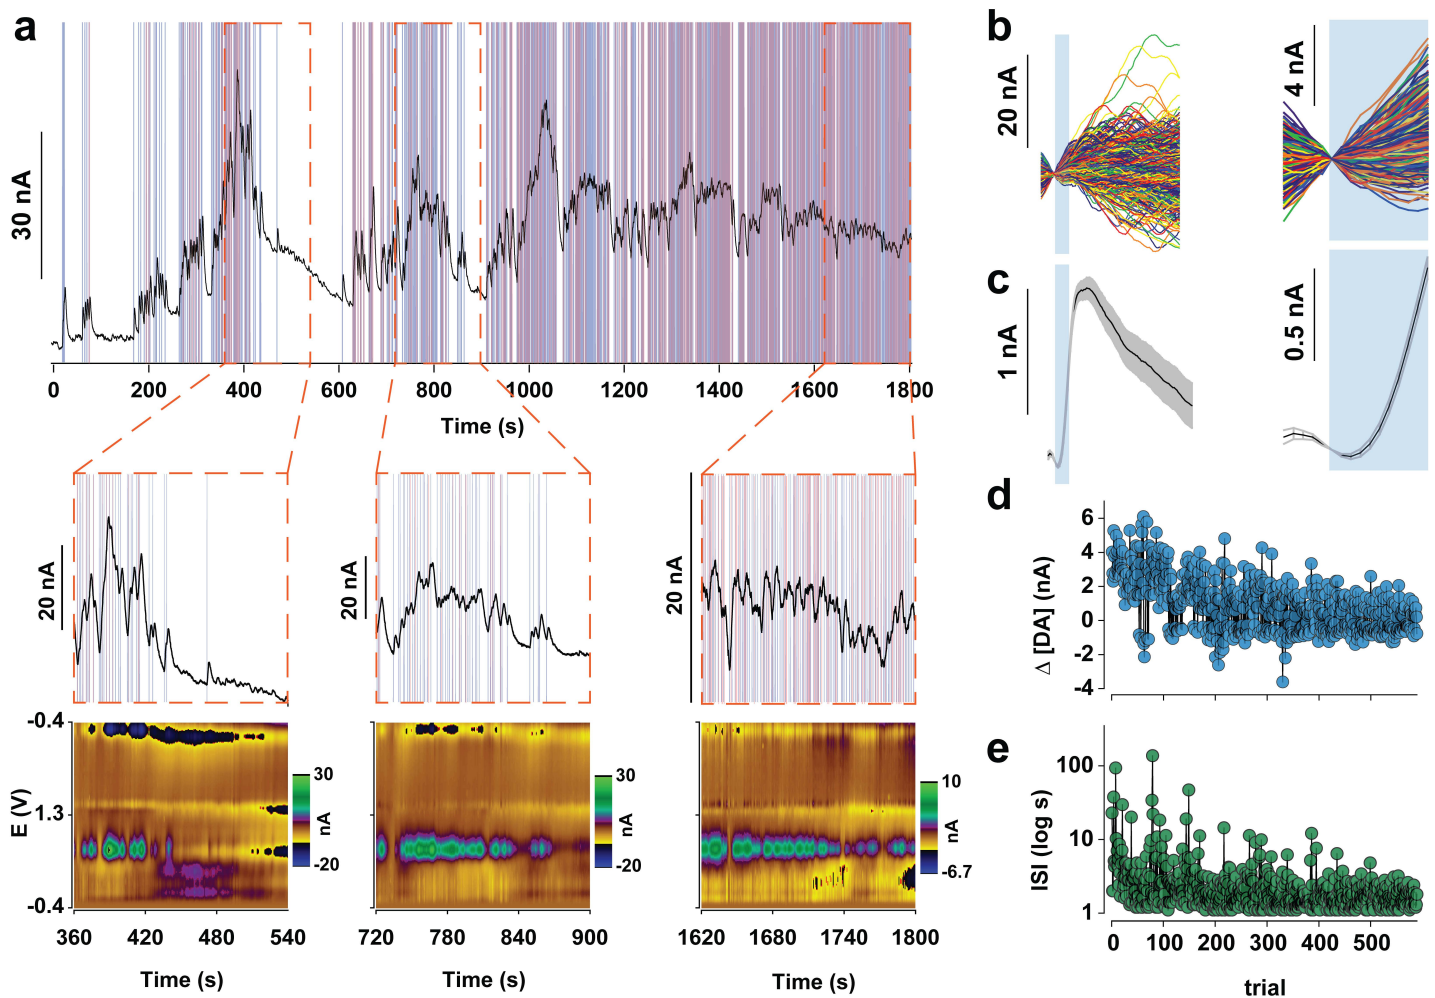 a
30 nA
0 200 400 600 800 1000 1200 1400 1600 1800
Time (s)
20 nA
20 nA
20 nA
E (V)
-0.4
1.3
-0.4
30
nA
-20
30
nA
-20
10
nA
-6.7
360 420 480 540
720 780 840 900
1620 1680 1740 1800
Time (s)
Time (s)
Time (s)
b
20 nA
4 nA
c
1 nA
0.5 nA
d
Δ [DA] (nA)
6
4
2
0
-2
-4
e
ISI (log s)
100
10
1
0 100 200 300 400 500
trial